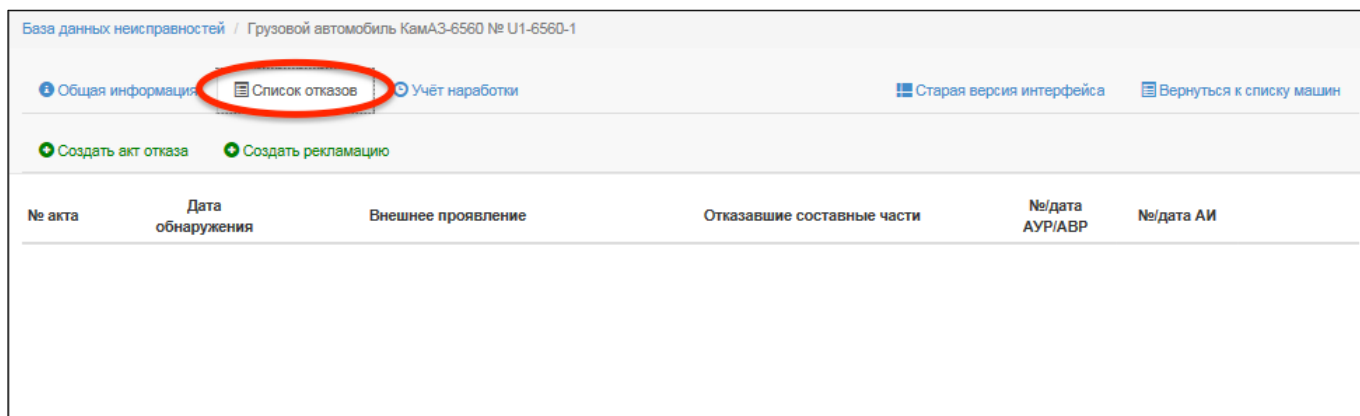 База данных неисправностей / Грузовой автомобиль КамАЗ-6560 № U1-6560-1
Общая информация Список отказов Учёт наработки Старая версия интерфейса Вернуться к списку машин
Создать акт отказа Создать рекламацию
№ акта Дата обнаружения Внешнее проявление Отказавшие составные части №/дата АУР/АВР №/дата АИ